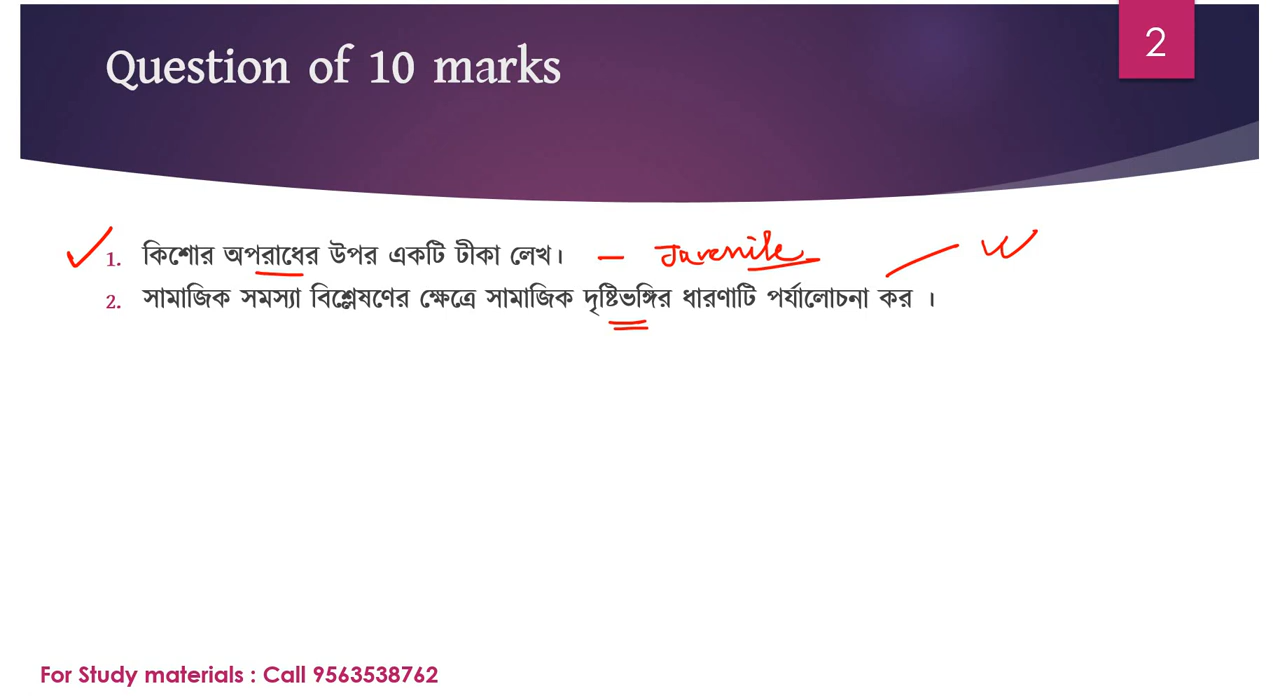 2
Question of 10 marks
1. কিশোর অপরাধের উপর একটি টীকা লেখ। – Juvenile
2. সামাজিক সমস্যা বিশ্লেষণের ক্ষেত্রে সামাজিক দৃষ্টিভঙ্গির ধারণাটি পর্যালোচনা কর ।
For Study materials : Call 9563538762